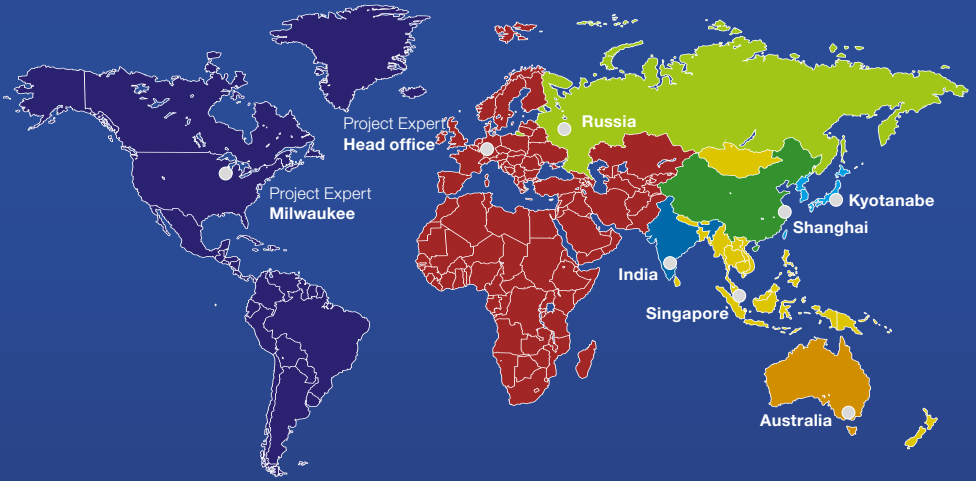 Project Expert
Head office
Russia
Project Expert
Milwaukee
Kyotanabe
Shanghai
India
Singapore
Australia